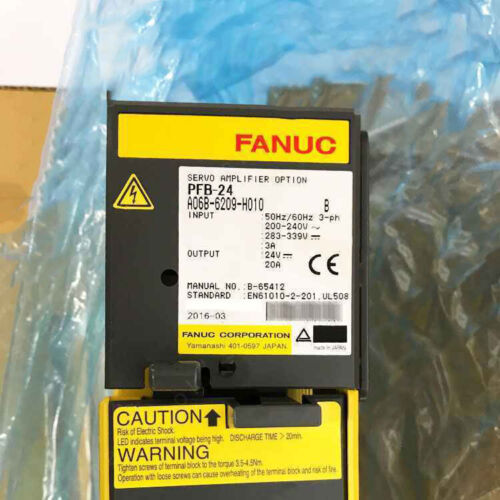 FANUC
SERVO AMPLIFIER OPTION
PFB-24
A06B-6209-H010 B
INPUT :50Hz/60Hz 3-ph
200-240V ~
:283-339V ⎓
:3A
OUTPUT :24V ⎓
20A
CE
MANUAL NO.:B-65412
STANDARD :EN61010-2-201,UL508
2016-03
FANUC CORPORATION
Yamanashi 401-0597 JAPAN
made in JAPAN
CAUTION
Risk of Electric Shock.
LED indicates terminal voltage being high. DISCHARGE TIME > 20min.
WARNING
Tighten screws of terminal block to the torque 3.5-4.5Nm.
Operation with loose screws can cause overheating of terminal block and risk of fire.